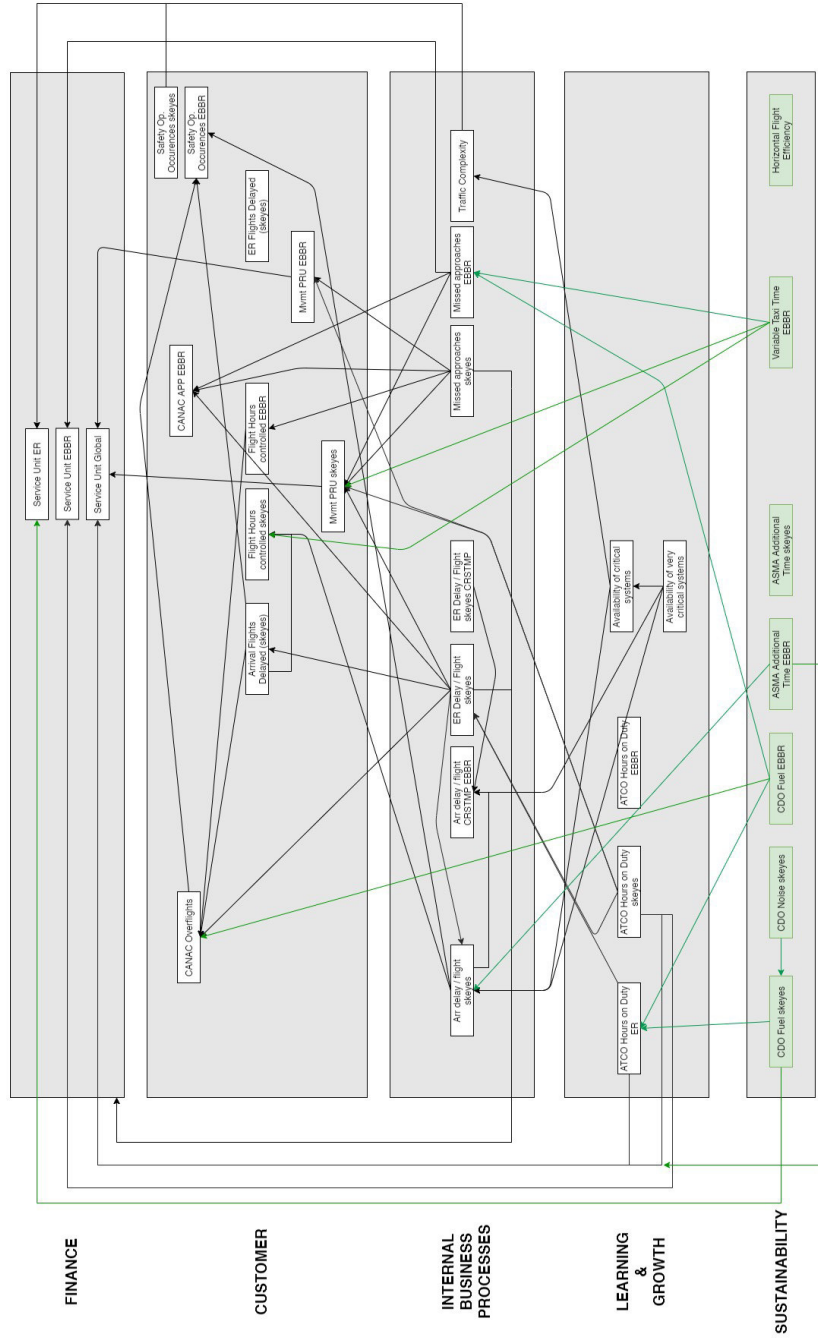 FINANCE
Service Unit ER
Service Unit EBBR
Service Unit Global
CUSTOMER
CANAC Overflights
Arrival Flights
Delayed (skeyes)
Flight Hours
controlled skeyes
Flight Hours
controlled EBBR
Mvmt PRU skeyes
CANAC APP EBBR
Mvmt PRU EBBR
ER Flights Delayed
(skeyes)
Safety Op.
Occurences skeyes
Safety Op.
Occurences EBBR
INTERNAL
BUSINESS
PROCESSES
Arr delay / flight
skeyes
Arr delay / flight
CRSTMP EBBR
ER Delay / Flight
skeyes
ER Delay / Flight
skeyes CRSTMP
Missed approaches
skeyes
Missed approaches
EBBR
Traffic Complexity
LEARNING
&
GROWTH
ATCO Hours on Duty
ER
ATCO Hours on Duty
skeyes
ATCO Hours on Duty
EBBR
Availability of critical
systems
Availability of very
critical systems
SUSTAINABILITY
CDO Fuel skeyes
CDO Noise skeyes
CDO Fuel EBBR
ASMA Additional
Time EBBR
ASMA Additional
Time skeyes
Variable Taxi Time
EBBR
Horizontal Flight
Efficiency